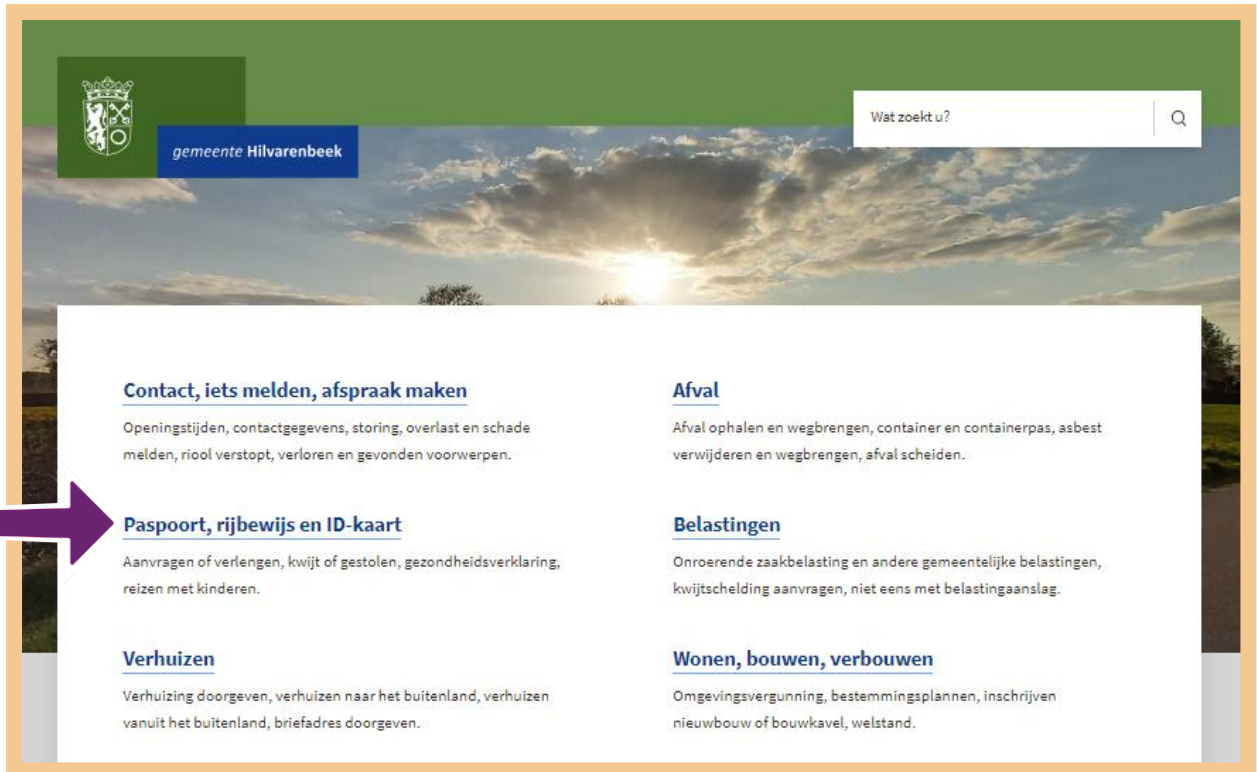 Wat zoekt u?
gemeente Hilvarenbeek
Contact, iets melden, afspraak maken
Openingstijden, contactgegevens, storing, overlast en schade
melden, riool verstopt, verloren en gevonden voorwerpen.
Afval
Afval ophalen en wegbrengen, container en containerpas, asbest
verwijderen en wegbrengen, afval scheiden.
Paspoort, rijbewijs en ID-kaart
Aanvragen of verlengen, kwijt of gestolen, gezondheidsverklaring,
reizen met kinderen.
Belastingen
Onroerende zaakbelasting en andere gemeentelijke belastingen,
kwijtschelding aanvragen, niet eens met belastingaanslag.
Verhuizen
Verhuizing doorgeven, verhuizen naar het buitenland, verhuizen
vanuit het buitenland, briefadres doorgeven.
Wonen, bouwen, verbouwen
Omgevingsvergunning, bestemmingsplannen, inschrijven
nieuwbouw of bouwkavel, welstand.